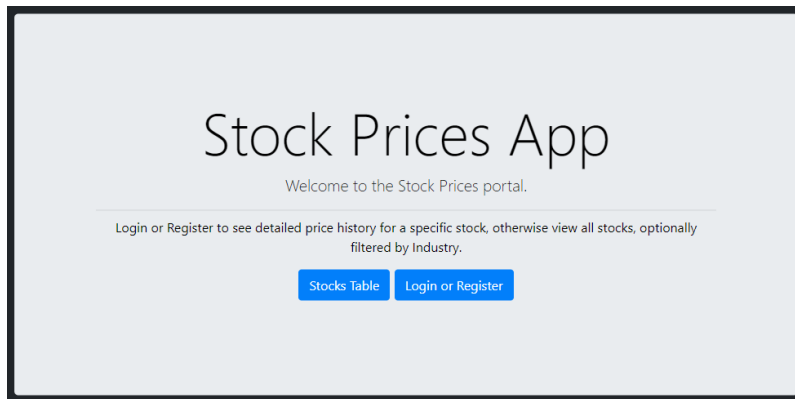 Stock Prices App
Welcome to the Stock Prices portal.
Login or Register to see detailed price history for a specific stock, otherwise view all stocks, optionally
filtered by Industry.
Stocks Table Login or Register